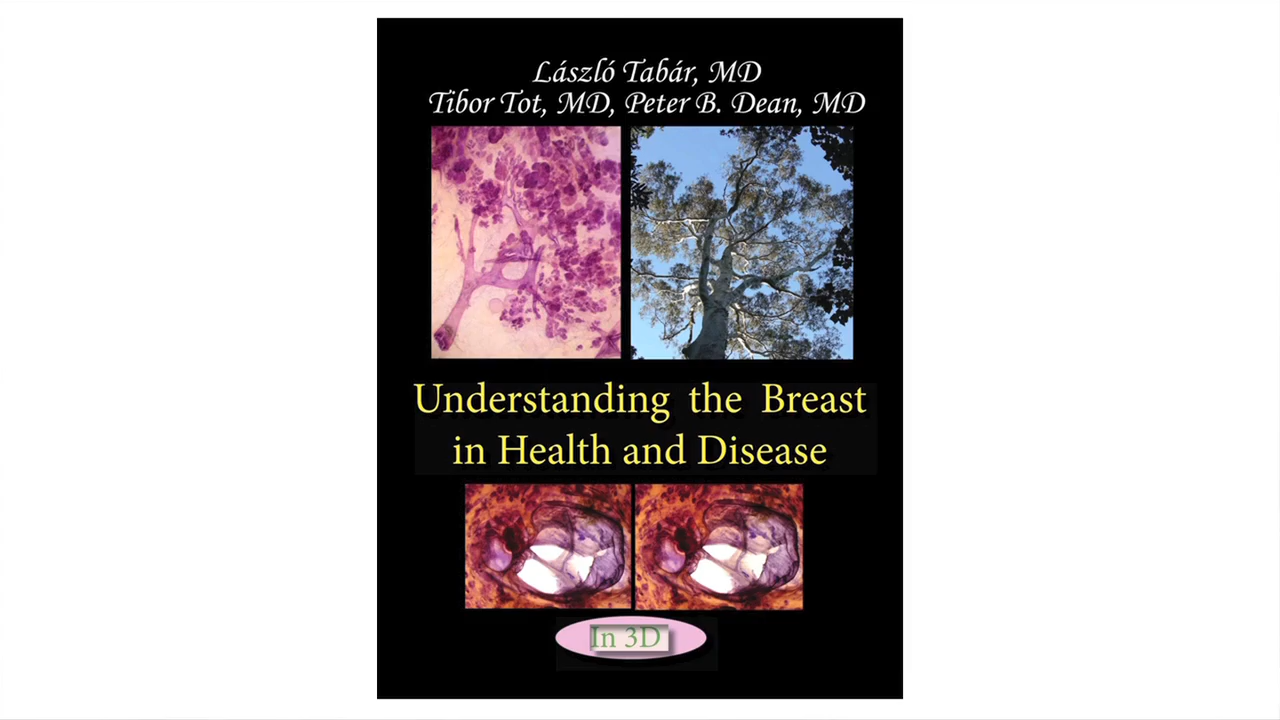 László Tabár, MD
Tibor Tot, MD, Peter B. Dean, MD
Understanding the Breast
in Health and Disease
In 3D